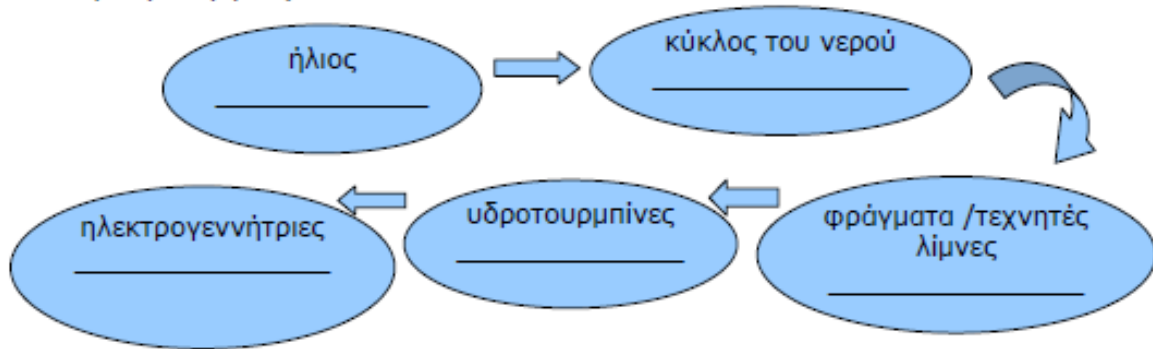 ήλιος
κύκλος του νερού
φράγματα /τεχνητές
λίμνες
υδροτουρμπίνες
ηλεκτρογεννήτριες